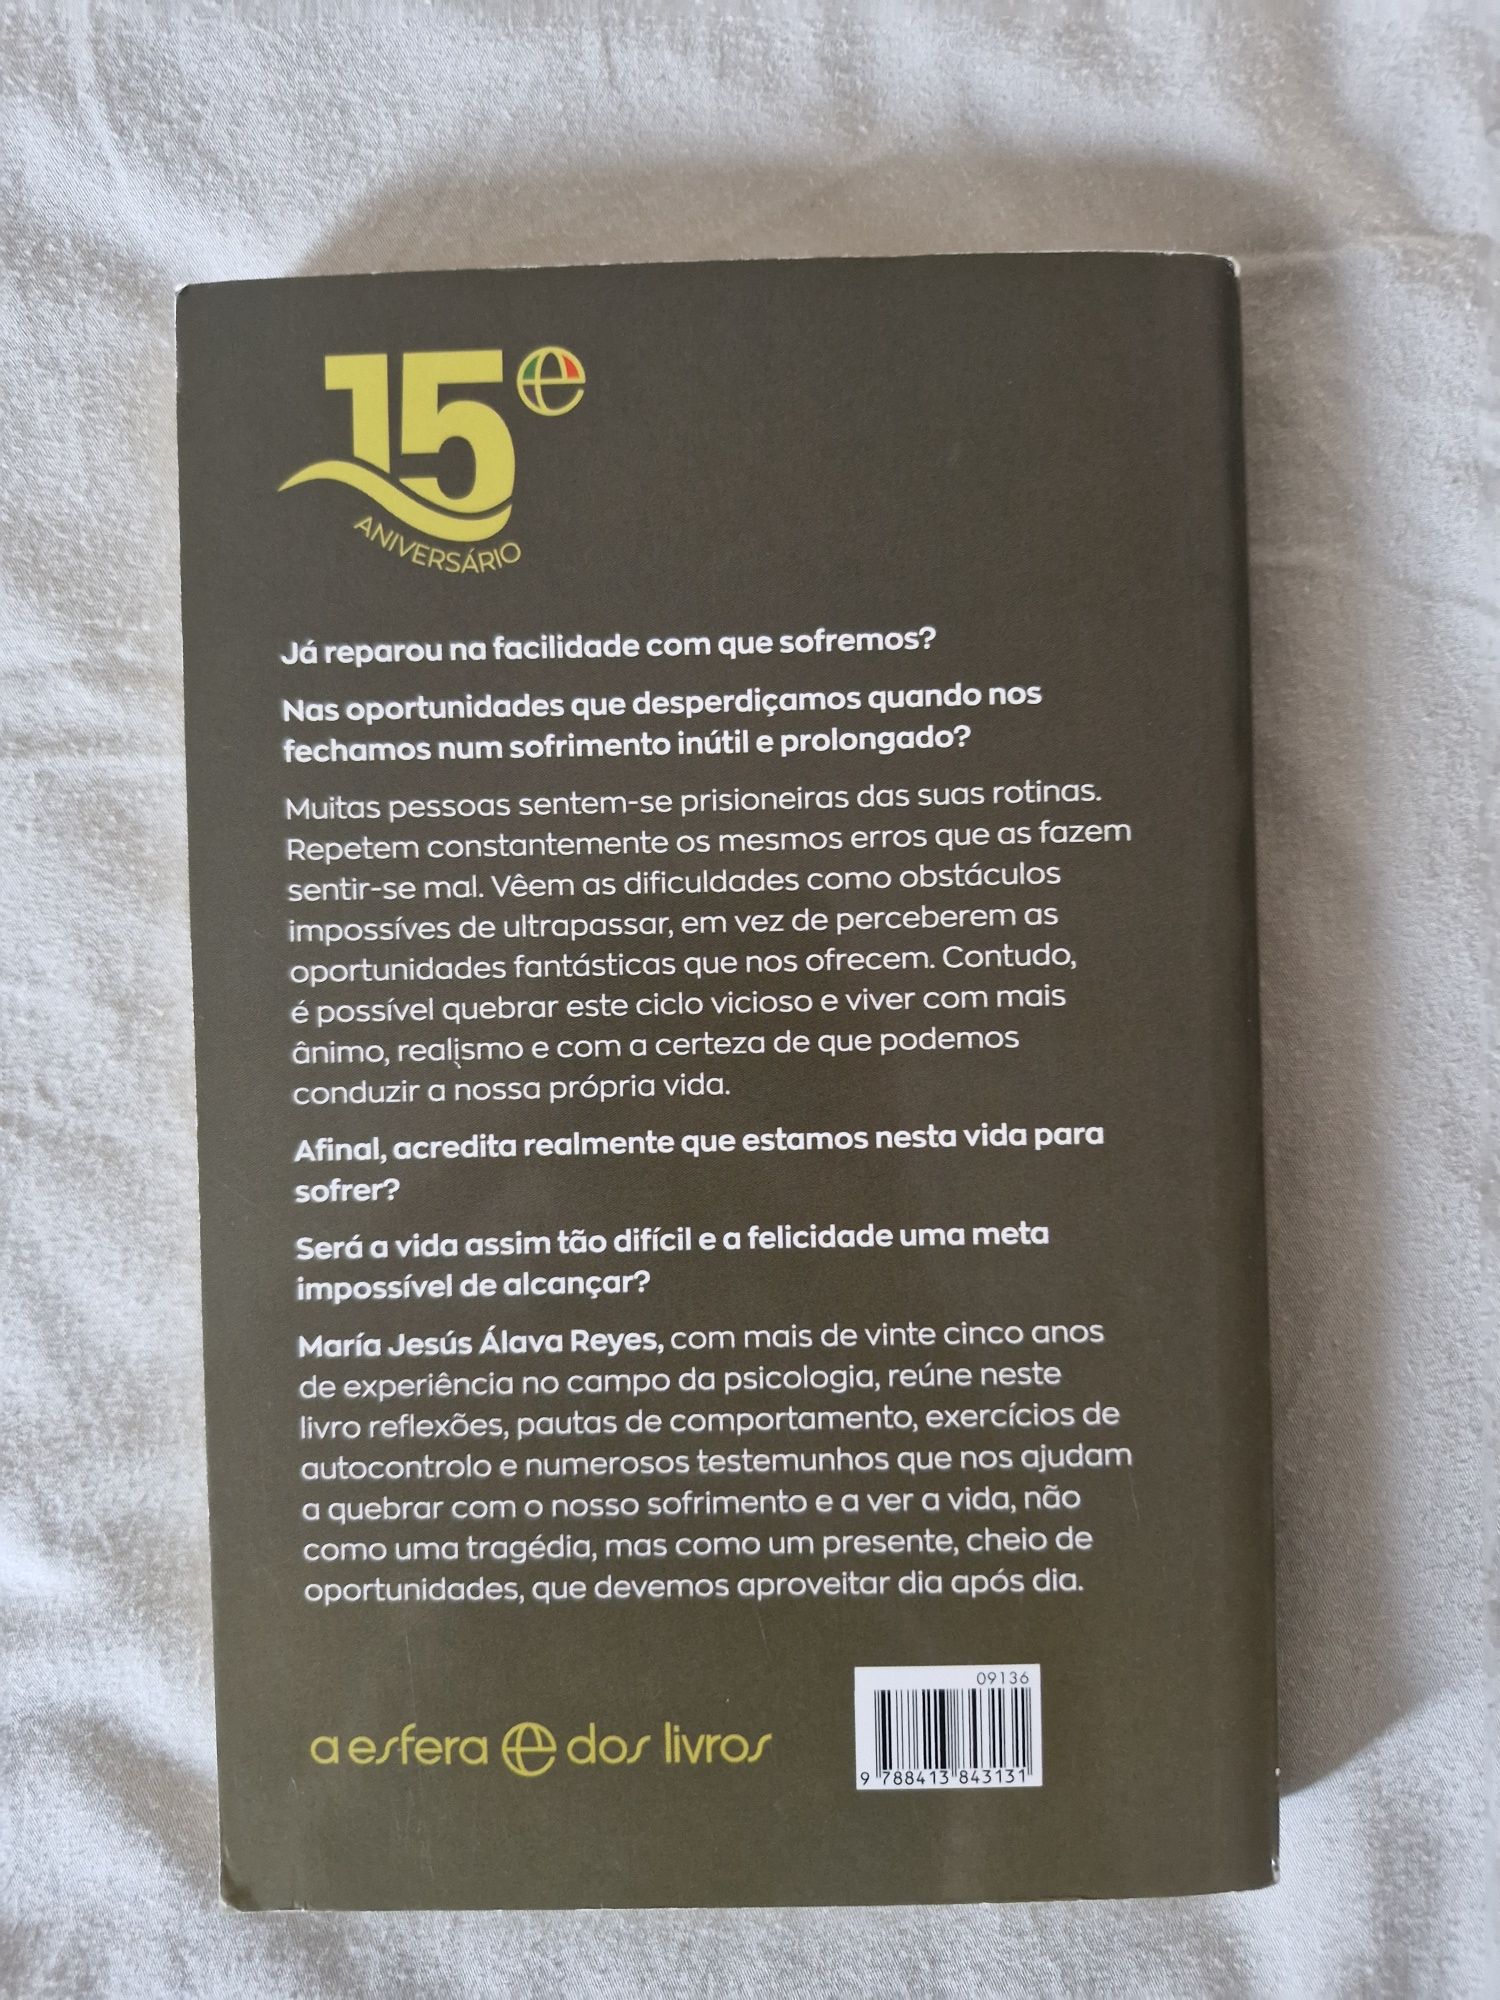 15 e
ANIVERSÁRIO
Já reparou na facilidade com que sofremos?
Nas oportunidades que desperdiçamos quando nos
fechamos num sofrimento inútil e prolongado?
Muitas pessoas sentem-se prisioneiras das suas rotinas.
Repetem constantemente os mesmos erros que as fazem
sentir-se mal. Vêem as dificuldades como obstáculos
impossíves de ultrapassar, em vez de perceberem as
oportunidades fantásticas que nos ofrecem. Contudo,
é possível quebrar este ciclo vicioso e viver com mais
ânimo, realismo e com a certeza de que podemos
conduzir a nossa própria vida.
Afinal, acredita realmente que estamos nesta vida para
sofrer?
Será a vida assim tão difícil e a felicidade uma meta
impossível de alcançar?
María Jesús Álava Reyes, com mais de vinte cinco anos
de experiência no campo da psicologia, reúne neste
livro reflexões, pautas de comportamento, exercícios de
autocontrolo e numerosos testemunhos que nos ajudam
a quebrar com o nosso sofrimento e a ver a vida, não
como uma tragédia, mas como um presente, cheio de
oportunidades, que devemos aproveitar dia após dia.
09136
a esfera e dos livros
9 788413 843131